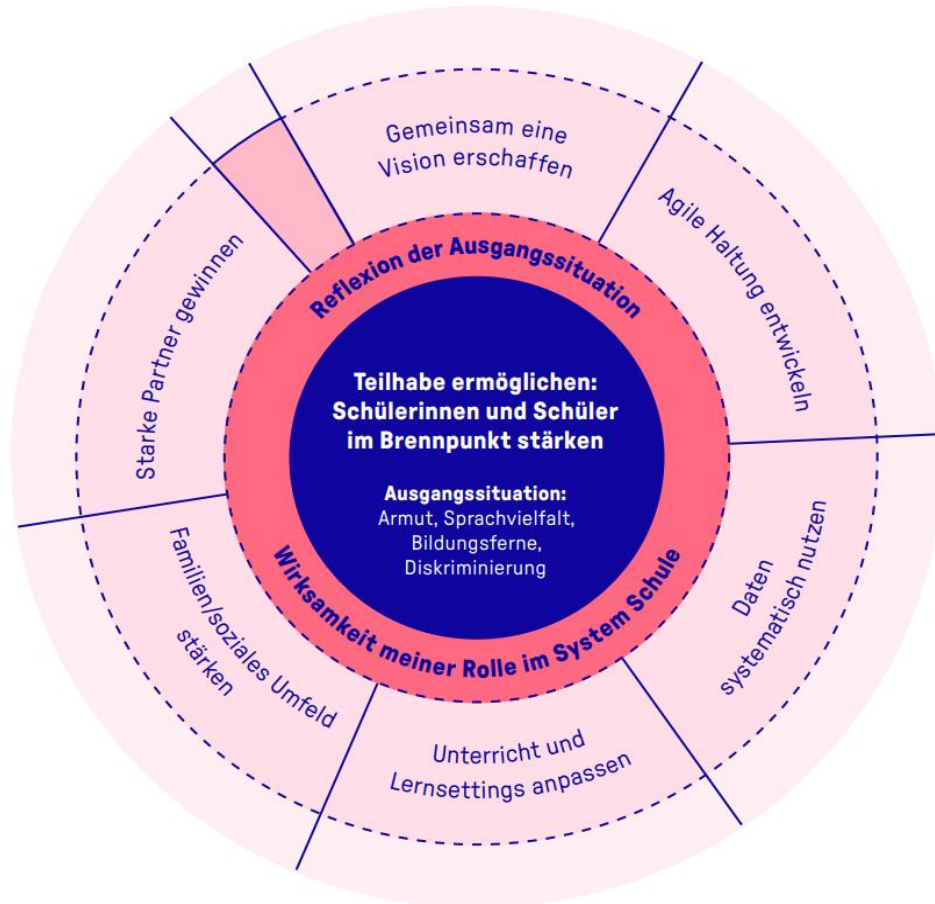 Gemeinsam eine
Vision erschaffen
Agile Haltung entwickeln
Daten
systematisch nutzen
Unterricht und
Lernsettings anpassen
Familien/soziales Umfeld
stärken
Starke Partner gewinnen
Reflexion der Ausgangssituation
Wirksamkeit meiner Rolle im System Schule
Teilhabe ermöglichen:
Schülerinnen und Schüler
im Brennpunkt stärken
Ausgangssituation:
Armut, Sprachvielfalt,
Bildungsferne,
Diskriminierung